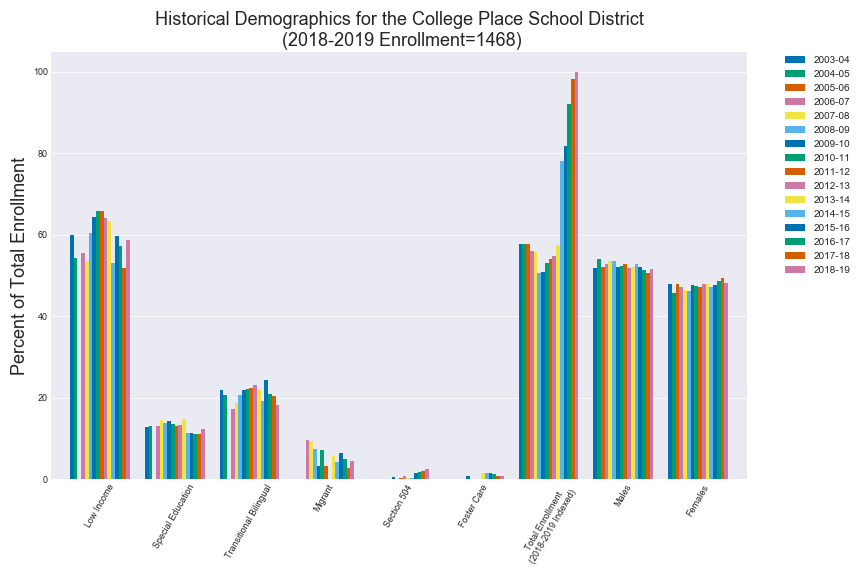 Historical Demographics for the College Place School District
(2018-2019 Enrollment=1468)
Percent of Total Enrollment
100
80
60
40
20
0
Low Income
Special Education
Transitional Bilingual
Migrant
Section 504
Foster Care
Total Enrollment
(2018-2019 Indexed)
Males
Females
2003-04
2004-05
2005-06
2006-07
2007-08
2008-09
2009-10
2010-11
2011-12
2012-13
2013-14
2014-15
2015-16
2016-17
2017-18
2018-19